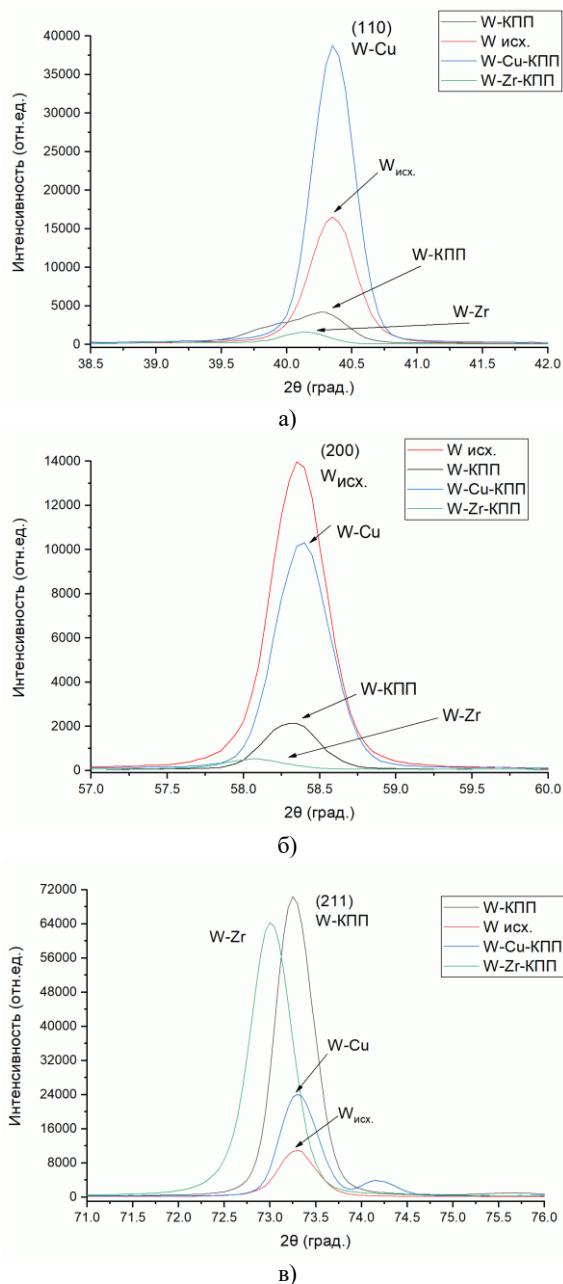 (110)
W-Cu
W-КПП
W исх.
W-Cu-КПП
W-Zr-КПП
40000
35000
30000
25000
20000
15000
10000
5000
0
Интенсивность (отн.ед.)
Wисх.
W-КПП
W-Zr
38.5 39.0 39.5 40.0 40.5 41.0 41.5 42.0
2θ (град.)
а)
(200)
Wисх.
W исх.
W-КПП
W-Cu-КПП
W-Zr-КПП
14000
12000
10000
8000
6000
4000
2000
0
Интенсивность (отн.ед.)
W-Cu
W-КПП
W-Zr
57.0 57.5 58.0 58.5 59.0 59.5 60.0
2θ (град.)
б)
(211)
W-КПП
W-КПП
W исх.
W-Cu-КПП
W-Zr-КПП
72000
64000
56000
48000
40000
32000
24000
16000
8000
0
Интенсивность (отн.ед.)
W-Zr
W-Cu
Wисх.
71.0 71.5 72.0 72.5 73.0 73.5 74.0 74.5 75.0 75.5 76.0
2θ (град.)
в)